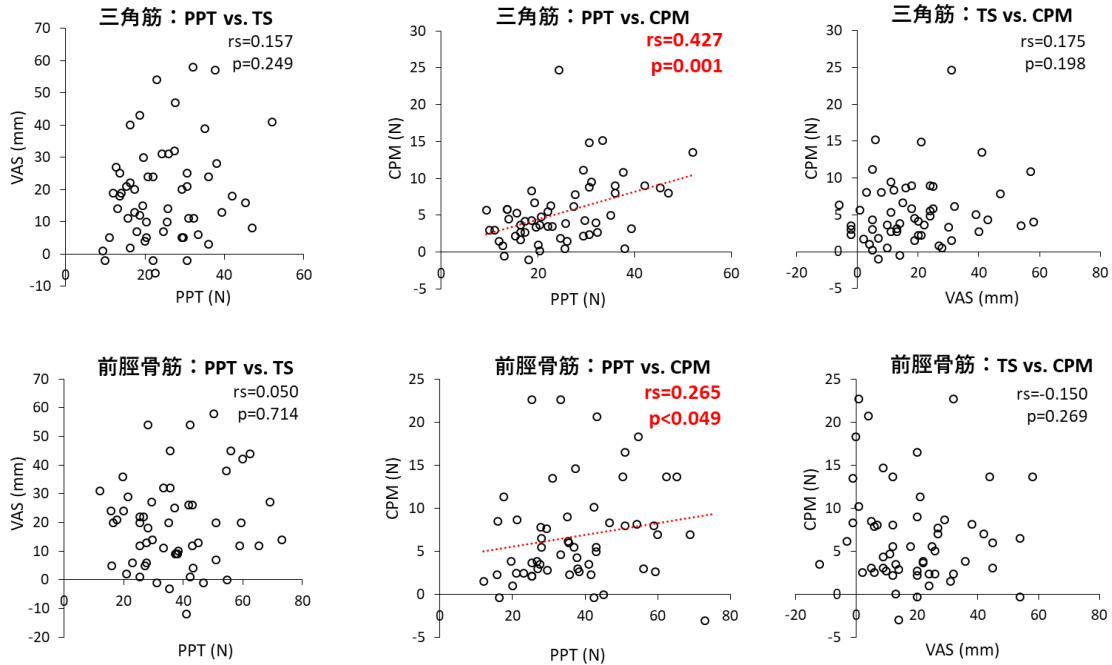 三角筋：PPT vs. TS
rs=0.157
p=0.249
VAS (mm)
70
60
50
40
30
20
10
0
-10
0
20
40
60
PPT (N)
三角筋：PPT vs. CPM
rs=0.427
p=0.001
CPM (N)
30
25
20
15
10
5
0
-5
0
20
40
60
PPT (N)
三角筋：TS vs. CPM
rs=0.175
p=0.198
CPM (N)
30
25
20
15
10
5
0
-5
-20
0
20
40
60
80
VAS (mm)
前脛骨筋：PPT vs. TS
rs=0.050
p=0.714
VAS (mm)
70
60
50
40
30
20
10
0
-10
-20
0
20
40
60
80
PPT (N)
前脛骨筋：PPT vs. CPM
rs=0.265
p<0.049
CPM (N)
25
20
15
10
5
0
-5
0
20
40
60
80
PPT (N)
前脛骨筋：TS vs. CPM
rs=-0.150
p=0.269
CPM (N)
25
20
15
10
5
0
-5
-20
0
20
40
60
80
VAS (mm)